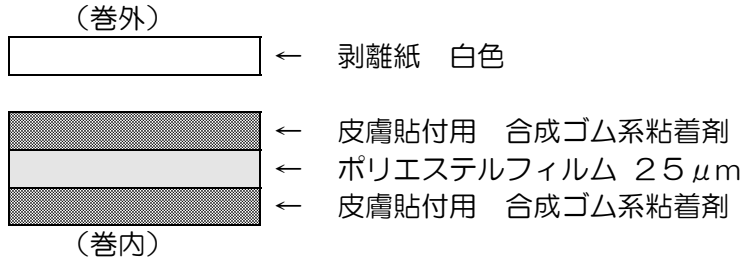 （巻外）
← 剥離紙　白色
← 皮膚貼付用　合成ゴム系粘着剤
← ポリエステルフィルム ２５μｍ
← 皮膚貼付用　合成ゴム系粘着剤
（巻内）